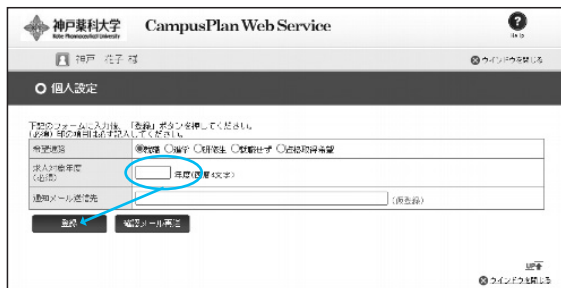 神戸薬科大学
Kobe Pharmaceutical University
CampusPlan Web Service
Help
神戸 花子 様
ウインドウを閉じる
個人設定
下記のフォームに入力後、「登録」ボタンを押してください。
(必須)印の項目は必ず記入してください。
希望進路 就職 進学 研修生 就職せず 資格取得希望
求人対象年度
(必須)
年度(西暦4文字)
通知メール送信先 (仮登録)
登録 確認メール再送
UP
ウインドウを閉じる